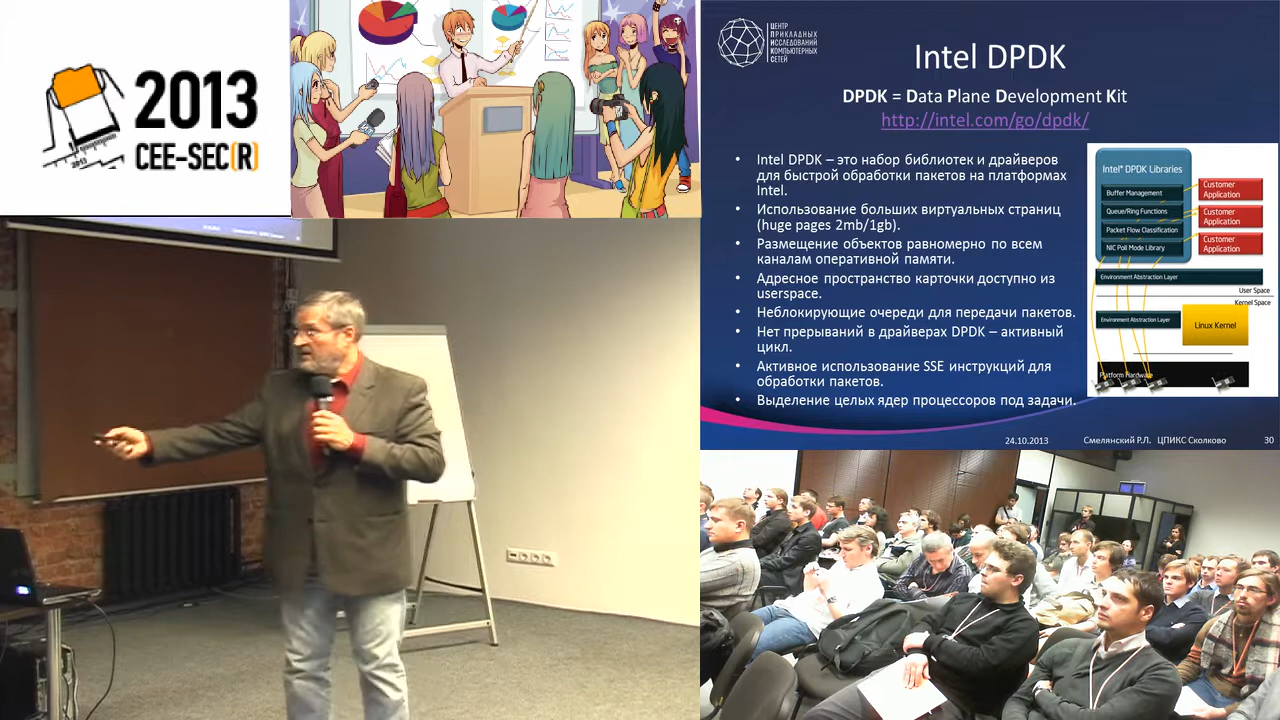 2013
CEE-SEC(R)
ЦЕНТР
ПРИКЛАДНЫХ
ИССЛЕДОВАНИЙ
КОМПЬЮТЕРНЫХ
СЕТЕЙ
Intel DPDK
DPDK = Data Plane Development Kit
http://intel.com/go/dpdk/
• Intel DPDK – это набор библиотек и драйверов
для быстрой обработки пакетов на платформах
Intel.
• Использование больших виртуальных страниц
(huge pages 2mb/1gb).
• Размещение объектов равномерно по всем
каналам оперативной памяти.
• Адресное пространство карточки доступно из
userspace.
• Неблокирующие очереди для передачи пакетов.
• Нет прерываний в драйверах DPDK – активный
цикл.
• Активное использование SSE инструкций для
обработки пакетов.
• Выделение целых ядер процессоров под задачи.
Intel® DPDK Libraries
Buffer Management
Queue/Ring Functions
Packet Flow Classification
NIC Poll Mode Library
Customer
Application
Customer
Application
Customer
Application
Environment Abstraction Layer
User Space
Kernel Space
Environment Abstraction Layer
Linux Kernel
Platform Hardware
24.10.2013
Смелянский Р.Л. ЦПИКС Сколково
30